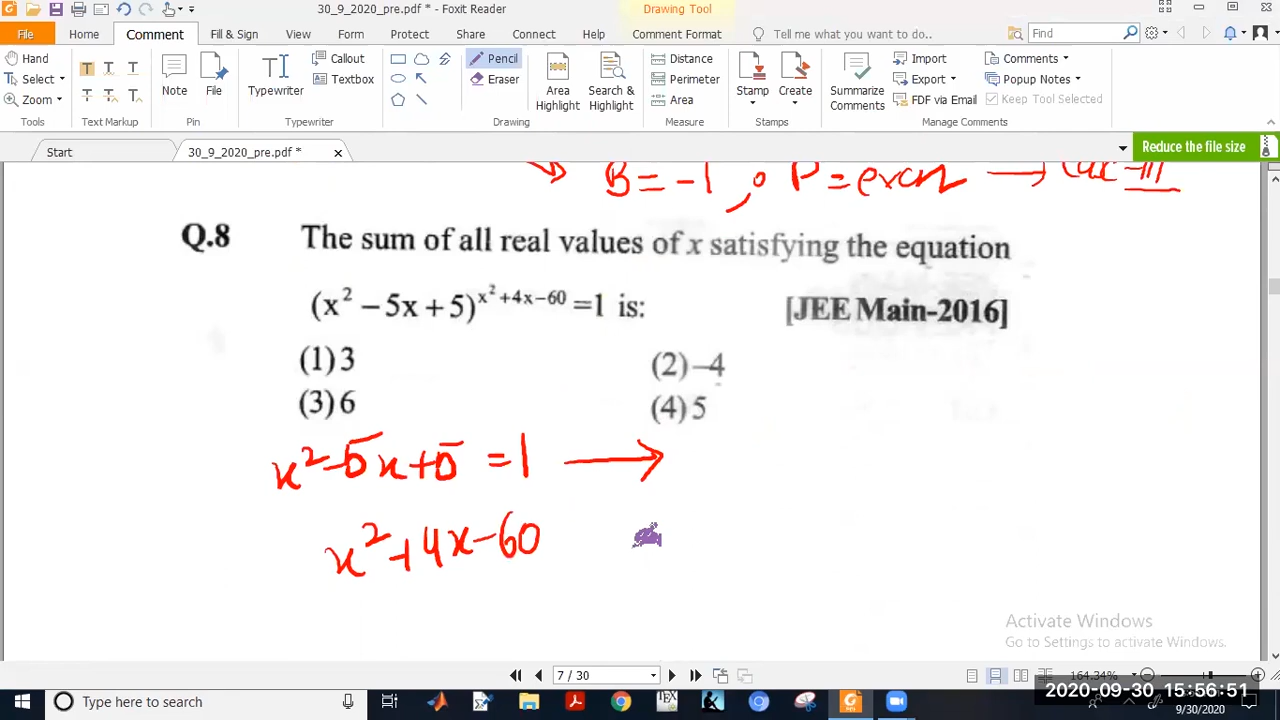 30_9_2020_pre.pdf * - Foxit Reader
Drawing Tool
File Home Comment Fill & Sign View Form Protect Share Connect Help Extras Comment Format Tell me what you want to do... Find
Hand
Select
Zoom
Tools
Text Markup
Note
File
Pin
Typewriter
Callout
Textbox
Typewriter
Pencil
Eraser
Drawing
Area Highlight
Search & Highlight
Distance
Perimeter
Area
Measure
Stamp
Create
Stamps
Summarize Comments
Import
Export
FDF via Email
Comments
Popup Notes
Keep Tool Selected
Manage Comments
Start
30_9_2020_pre.pdf *
Reduce the file size
B = -1 , P = even
Q.8 The sum of all real values of x satisfying the equation
(x² – 5x + 5)^(x² + 4x – 60) = 1 is: [JEE Main-2016]
(1) 3 (2) –4
(3) 6 (4) 5
x² - 5x + 5 = 1 →
x² + 4x - 60
Activate Windows
Go to Settings to activate Windows.
7 / 30
164.34%
2020-09-30 15:56:51
Type here to search
9/30/2020